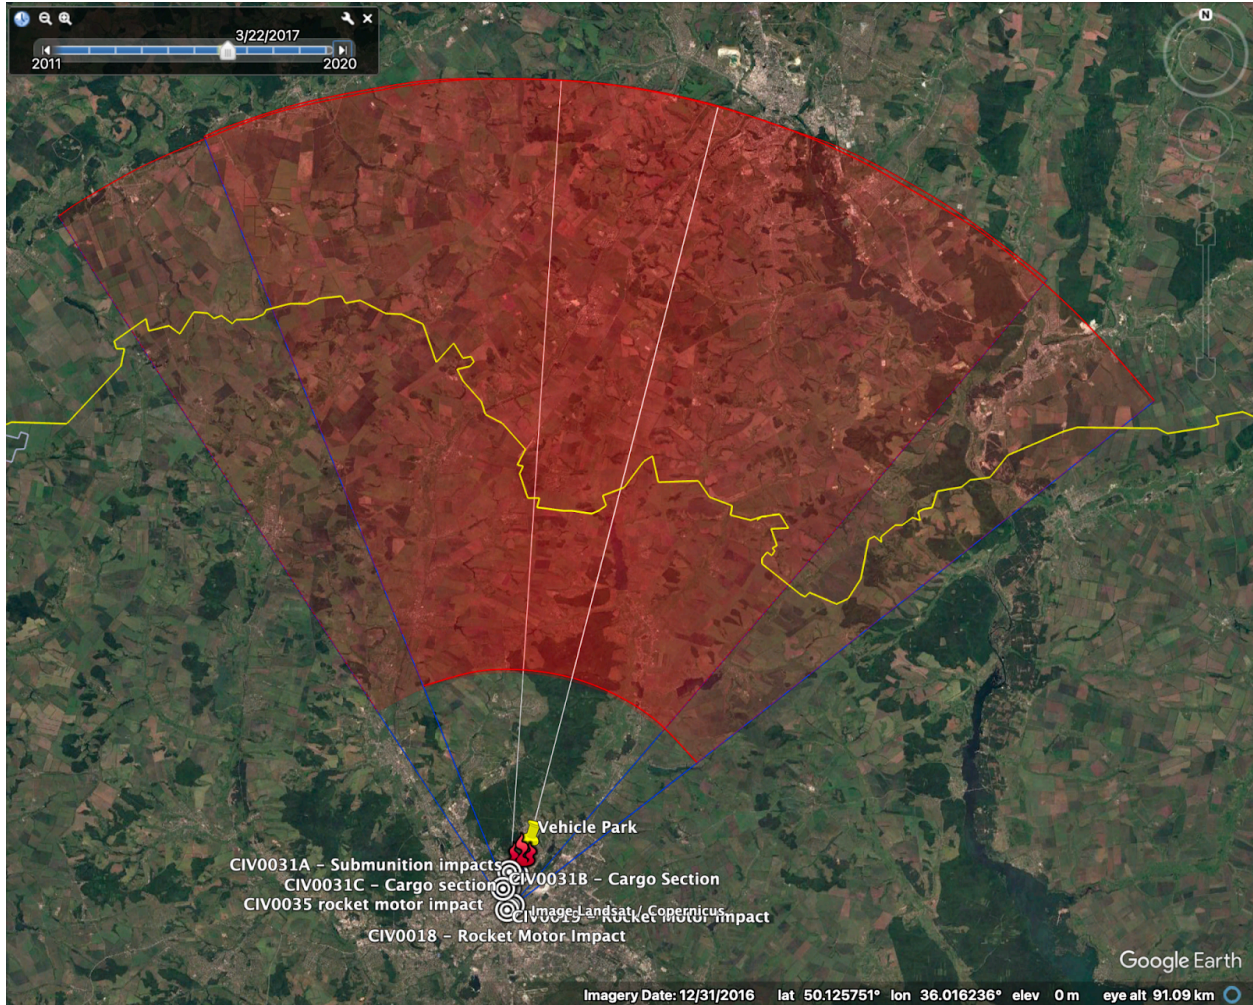 N
3/22/2017
2011
2020
Vehicle Park
CIV0031A – Submunition impacts
CIV0031B – Cargo Section
CIV0031C – Cargo section
CIV0035 rocket motor impact
Image Landsat / Copernicus
Rocket Motor Impact
CIV0018 – Rocket Motor Impact
Google Earth
Imagery Date: 12/31/2016 lat 50.125751° lon 36.016236° elev 0 m eye alt 91.09 km